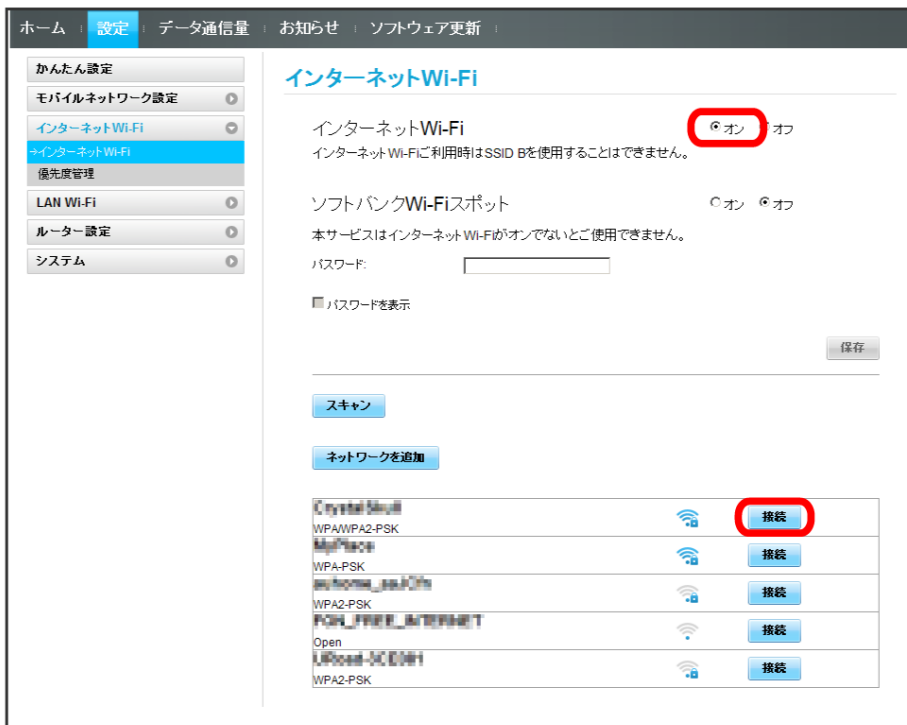 ホーム 設定 データ通信量 お知らせ ソフトウェア更新
かんたん設定
モバイルネットワーク設定
インターネットWi-Fi
→インターネットWi-Fi
優先度管理
LAN Wi-Fi
ルーター設定
システム
インターネットWi-Fi
インターネットWi-Fi オン オフ
インターネットWi-Fiご利用時はSSID Bを使用することはできません。
ソフトバンクWi-Fiスポット オン オフ
本サービスはインターネットWi-Fiがオンでないとご使用できません。
パスワード:
パスワードを表示
保存
スキャン
ネットワークを追加
WPA/WPA2-PSK 接続
WPA-PSK 接続
WPA2-PSK 接続
Open 接続
WPA2-PSK 接続